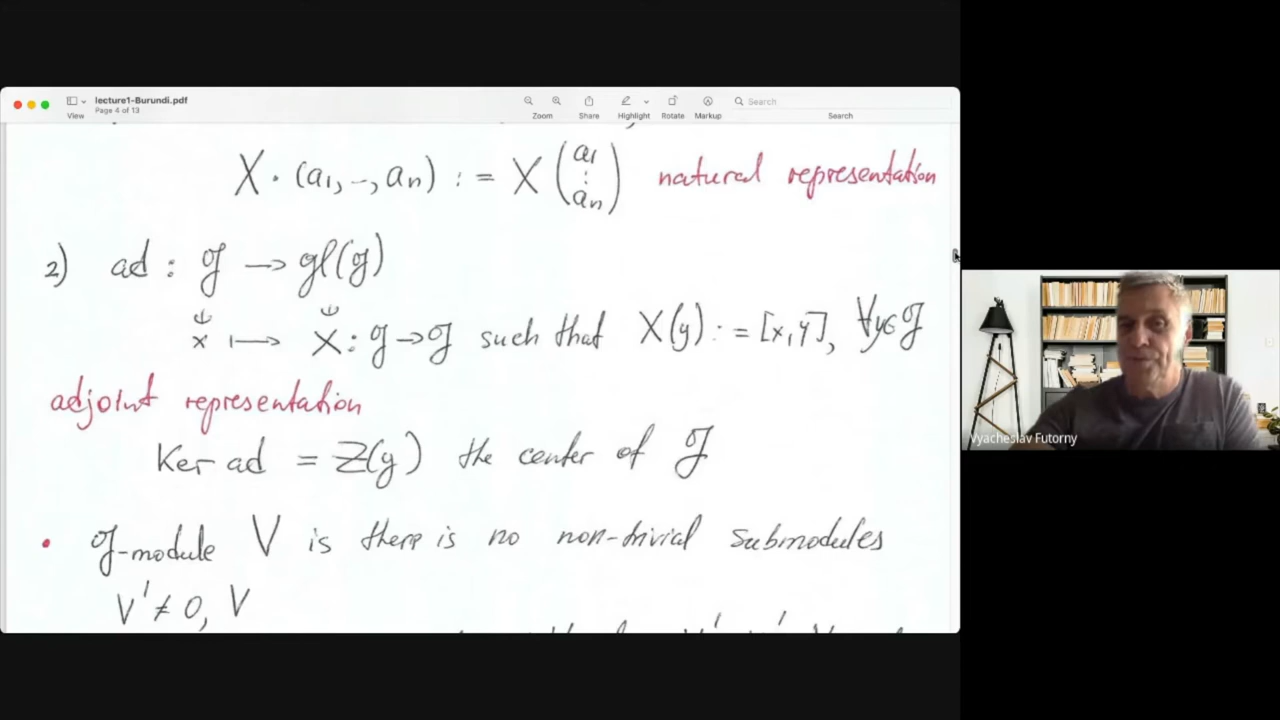 lecture1-Burundi.pdf
Page 4 of 13
View Zoom Share Highlight Rotate Markup Search
Search
X · (a1, -, an) := X (a1 ⋮ an) natural representation
2) ad : g → gl(g)
x ↦ X : g → g such that X(y) := [x, y], ∀y∈g
adjoint representation
Ker ad = Z(g) the center of g
• g-module V is there is no non-trivial submodules
V' ≠ 0, V
Vyacheslav Futorny